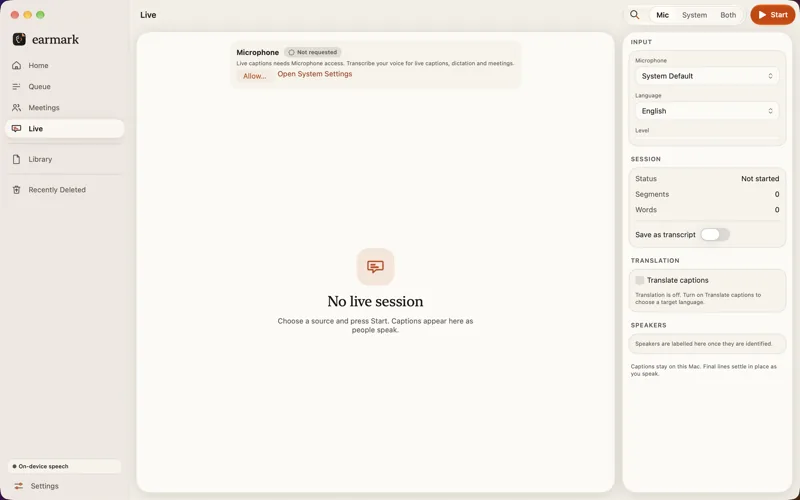 earmark
Home
Queue
Meetings
Live
Library
Recently Deleted
On-device speech
Settings
Live
Mic System Both Start
Microphone Not requested
Live captions needs Microphone access. Transcribe your voice for live captions, dictation and meetings.
Allow... Open System Settings
No live session
Choose a source and press Start. Captions appear here as
people speak.
INPUT
Microphone
System Default
Language
English
Level
SESSION
Status Not started
Segments 0
Words 0
Save as transcript
TRANSLATION
Translate captions
Translation is off. Turn on Translate captions to
choose a target language.
SPEAKERS
Speakers are labelled here once they are identified.
Captions stay on this Mac. Final lines settle in place as
you speak.